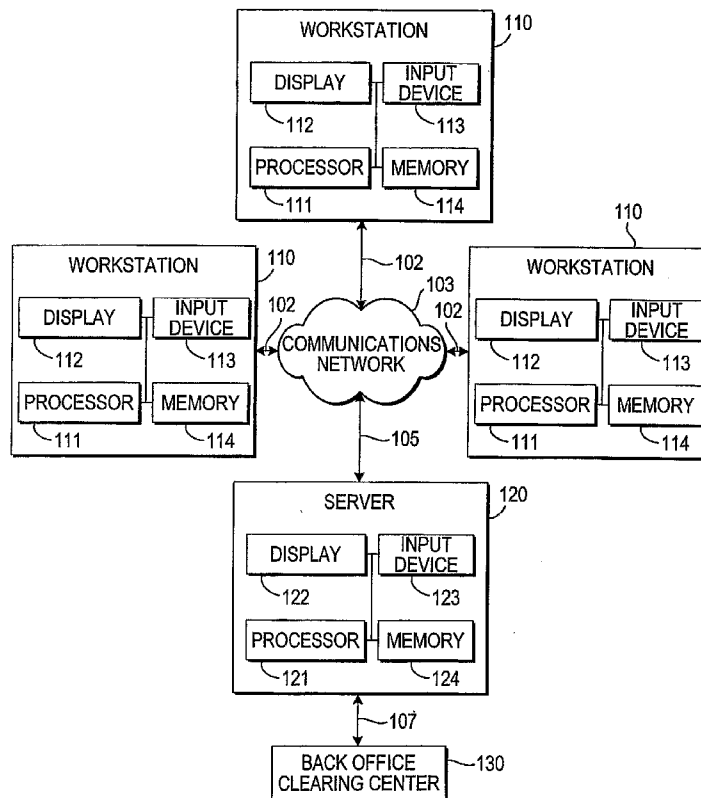 WORKSTATION
110
DISPLAY
INPUT
DEVICE
112
113
PROCESSOR
MEMORY
111
114
102
110
WORKSTATION
DISPLAY
INPUT
DEVICE
112
113
PROCESSOR
MEMORY
111
114
102
103
COMMUNICATIONS
NETWORK
102
110
WORKSTATION
DISPLAY
INPUT
DEVICE
112
113
PROCESSOR
MEMORY
111
114
105
SERVER
120
DISPLAY
INPUT
DEVICE
122
123
PROCESSOR
MEMORY
121
124
107
BACK OFFICE
CLEARING CENTER
130